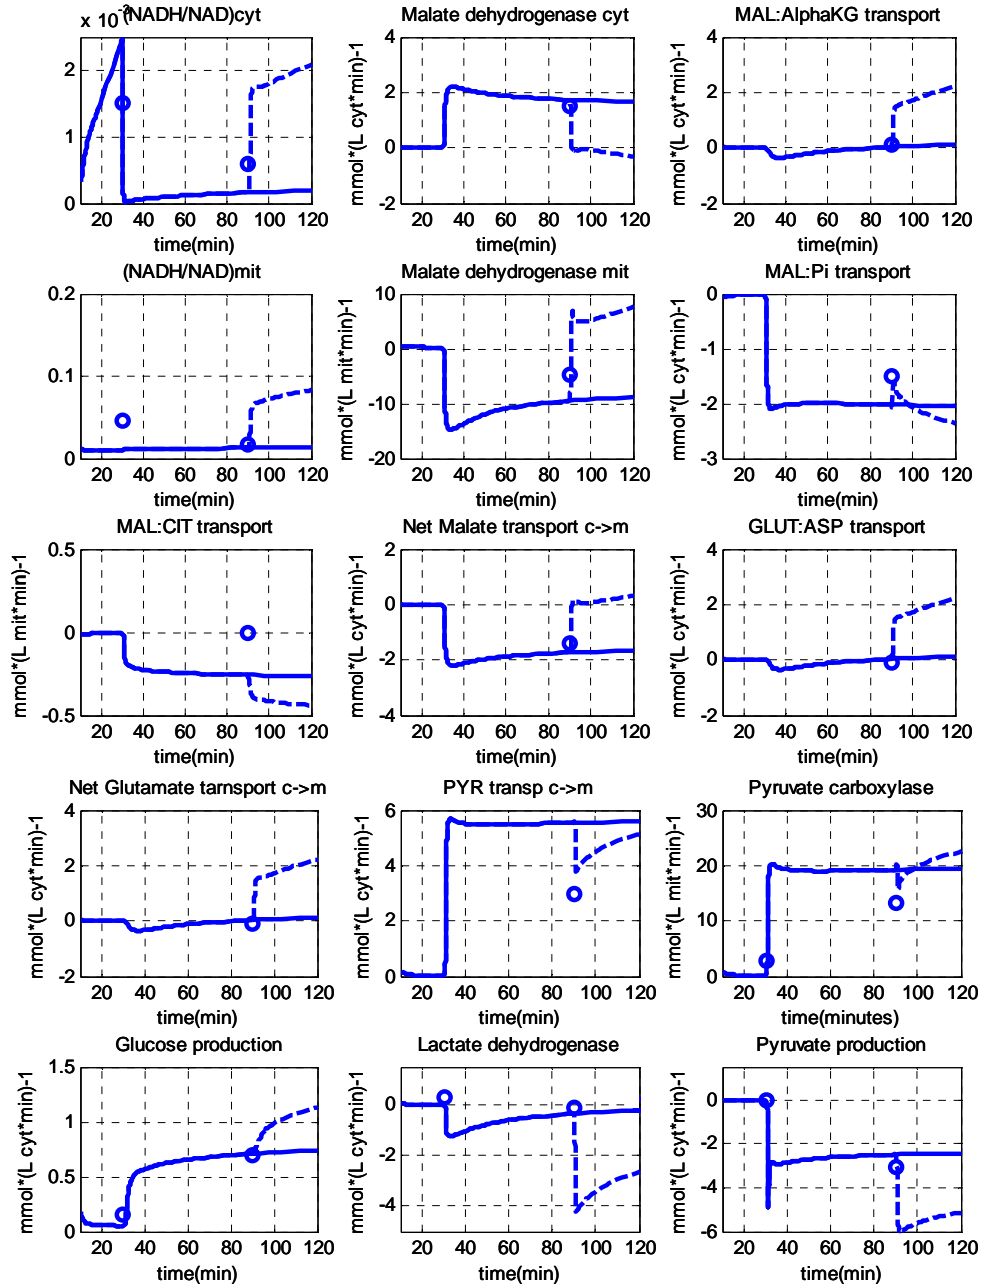 x 10-3
(NADH/NAD)cyt
2
1
0
20 40 60 80 100 120
time(min)
Malate dehydrogenase cyt
mmol*(L cyt*min)-1
4
2
0
-2
20 40 60 80 100 120
time(min)
MAL:AlphaKG transport
mmol*(L cyt*min)-1
4
2
0
-2
20 40 60 80 100 120
time(min)
(NADH/NAD)mit
0.2
0.1
0
20 40 60 80 100 120
time(min)
Malate dehydrogenase mit
mmol*(L mit*min)-1
10
0
-10
-20
20 40 60 80 100 120
time(min)
MAL:Pi transport
mmol*(L cyt*min)-1
0
-1
-2
-3
20 40 60 80 100 120
time(min)
MAL:CIT transport
mmol*(L mit*min)-1
0.5
0
-0.5
20 40 60 80 100 120
time(min)
Net Malate transport c->m
mmol*(L cyt*min)-1
2
0
-2
-4
20 40 60 80 100 120
time(min)
GLUT:ASP transport
mmol*(L cyt*min)-1
4
2
0
-2
20 40 60 80 100 120
time(min)
Net Glutamate tarnsport c->m
mmol*(L cyt*min)-1
4
2
0
-2
20 40 60 80 100 120
time(min)
PYR transp c->m
mmol*(L cyt*min)-1
6
4
2
0
20 40 60 80 100 120
time(min)
Pyruvate carboxylase
mmol*(L mit*min)-1
30
20
10
0
20 40 60 80 100 120
time(minutes)
Glucose production
mmol*(L cyt*min)-1
1.5
1
0.5
0
20 40 60 80 100 120
time(min)
Lactate dehydrogenase
mmol*(L cyt*min)-1
0
-2
-4
20 40 60 80 100 120
time(min)
Pyruvate production
mmol*(L cyt*min)-1
0
-2
-4
-6
20 40 60 80 100 120
time(min)